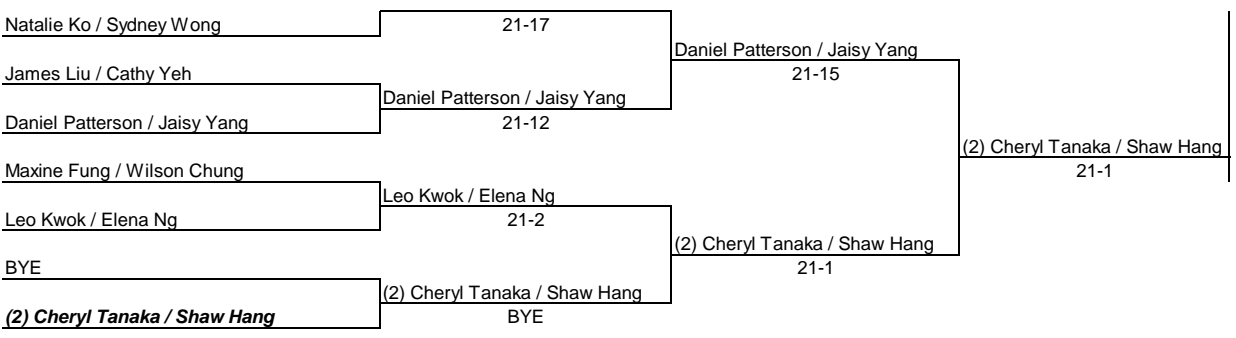 Natalie Ko / Sydney Wong
21-17
Daniel Patterson / Jaisy Yang
James Liu / Cathy Yeh
21-15
Daniel Patterson / Jaisy Yang
Daniel Patterson / Jaisy Yang
21-12
(2) Cheryl Tanaka / Shaw Hang
Maxine Fung / Wilson Chung
21-1
Leo Kwok / Elena Ng
Leo Kwok / Elena Ng
21-2
(2) Cheryl Tanaka / Shaw Hang
BYE
21-1
(2) Cheryl Tanaka / Shaw Hang
(2) Cheryl Tanaka / Shaw Hang
BYE